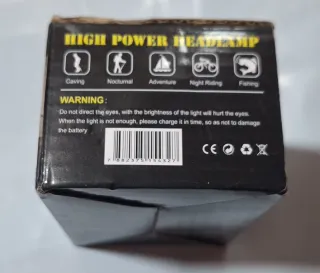 HIGH POWER HEADLAMP
Caving Nocturnal Adventure Night Riding Fishing
WARNING:
Do not direct the eyes, with the brightness of the light will hurt the eyes.
When the light is not enough, please charge it in time, so as not to damage
the battery
CE